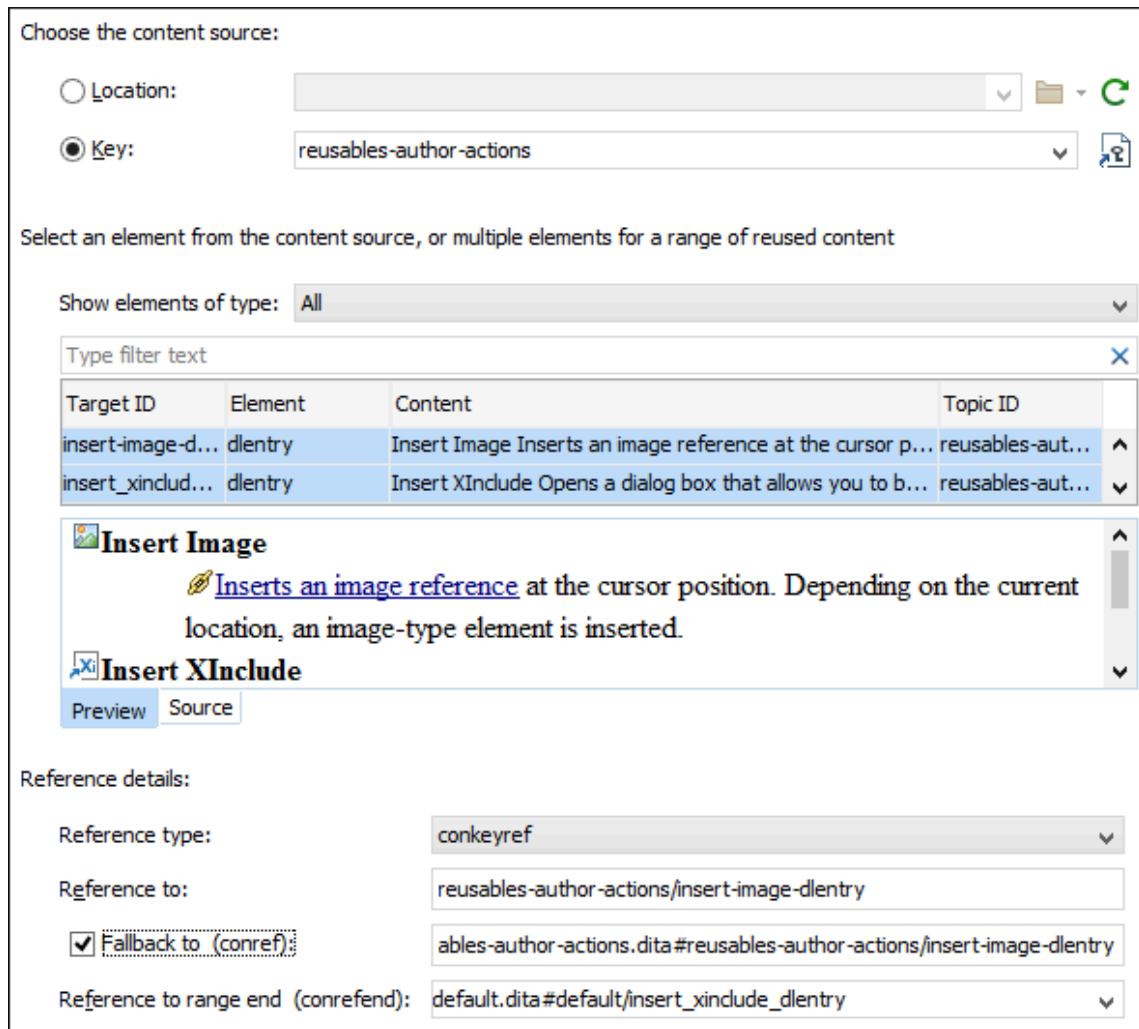 Choose the content source:
Location:
Key: reusables-author-actions
Select an element from the content source, or multiple elements for a range of reused content
Show elements of type: All
Type filter text
Target ID Element Content Topic ID
insert-image-d... dlentry Insert Image Inserts an image reference at the cursor p... reusables-aut...
insert_xinclud... dlentry Insert XInclude Opens a dialog box that allows you to b... reusables-aut...
Insert Image
Inserts an image reference at the cursor position. Depending on the current
location, an image-type element is inserted.
Xi Insert XInclude
Preview Source
Reference details:
Reference type: conkeyref
Reference to: reusables-author-actions/insert-image-dlentry
Fallback to (conref): ables-author-actions.dita#reusables-author-actions/insert-image-dlentry
Reference to range end (conrefend): default.dita#default/insert_xinclude_dlentry